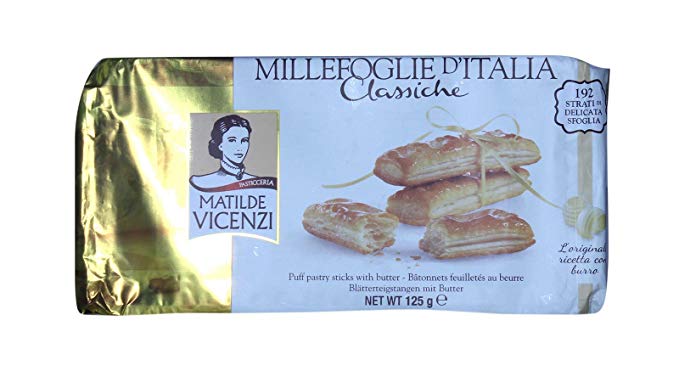 MILLEFOGLIE D'ITALIA
Classiche
192
STRATI DI
DELICATA
SFOGLIA
PASTICCERIA
MATILDE
VICENZI
L'original
ricetta con
burro
Puff pastry sticks with butter - Bâtonnets feuilletés au beurre
Blätterteigstangen mit Butter
NET WT 125 g ℮